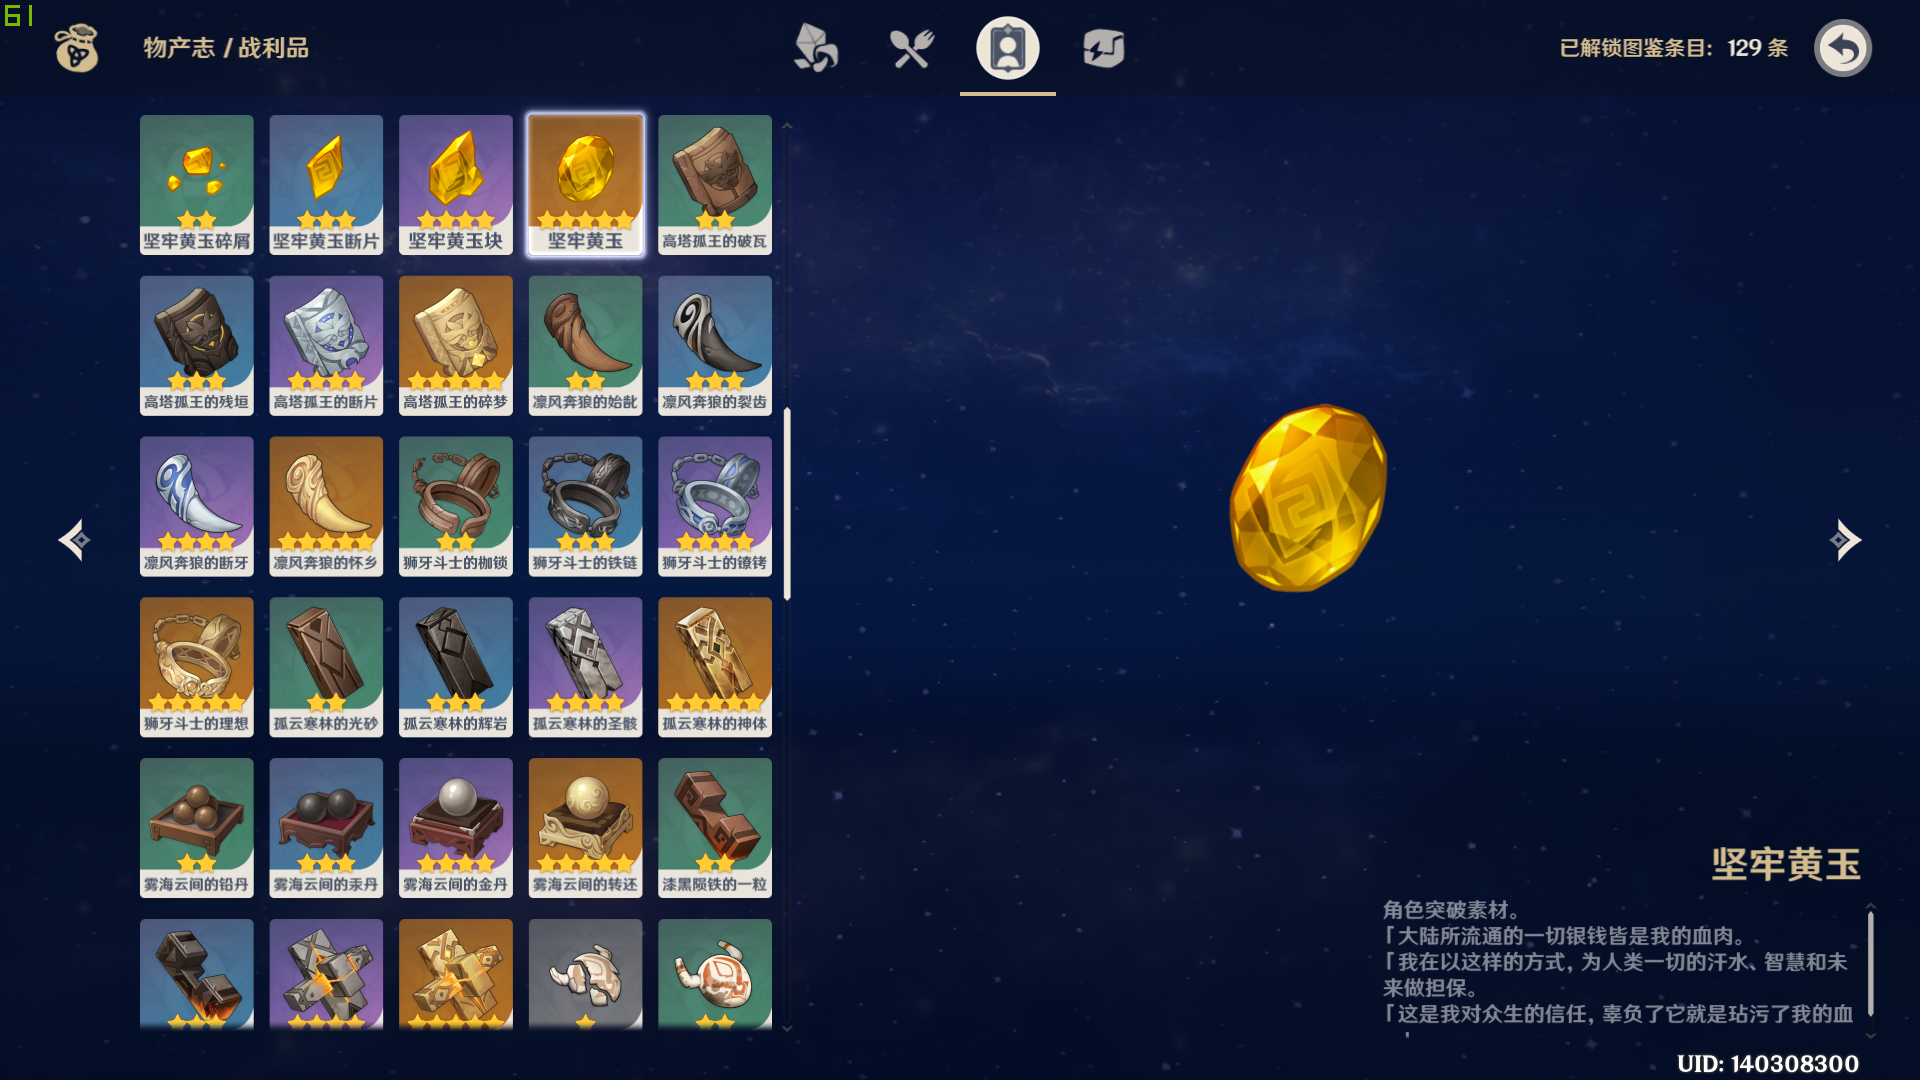 61
物产志 / 战利品
已解锁图鉴条目: 129 条
坚牢黄玉碎屑
坚牢黄玉断片
坚牢黄玉块
坚牢黄玉
高塔孤王的破瓦
高塔孤王的残垣
高塔孤王的断片
高塔孤王的碎梦
凛风奔狼的始龀
凛风奔狼的裂齿
凛风奔狼的断牙
凛风奔狼的怀乡
狮牙斗士的枷锁
狮牙斗士的铁链
狮牙斗士的镣铐
狮牙斗士的理想
孤云寒林的光砂
孤云寒林的辉岩
孤云寒林的圣骸
孤云寒林的神体
雾海云间的铅丹
雾海云间的汞丹
雾海云间的金丹
雾海云间的转还
漆黑陨铁的一粒
坚牢黄玉
角色突破素材。
「大陆所流通的一切银钱皆是我的血肉。
「我在以这样的方式, 为人类一切的汗水、智慧和未
来做担保。
「这是我对众生的信任, 辜负了它就是玷污了我的血
UID: 140308300